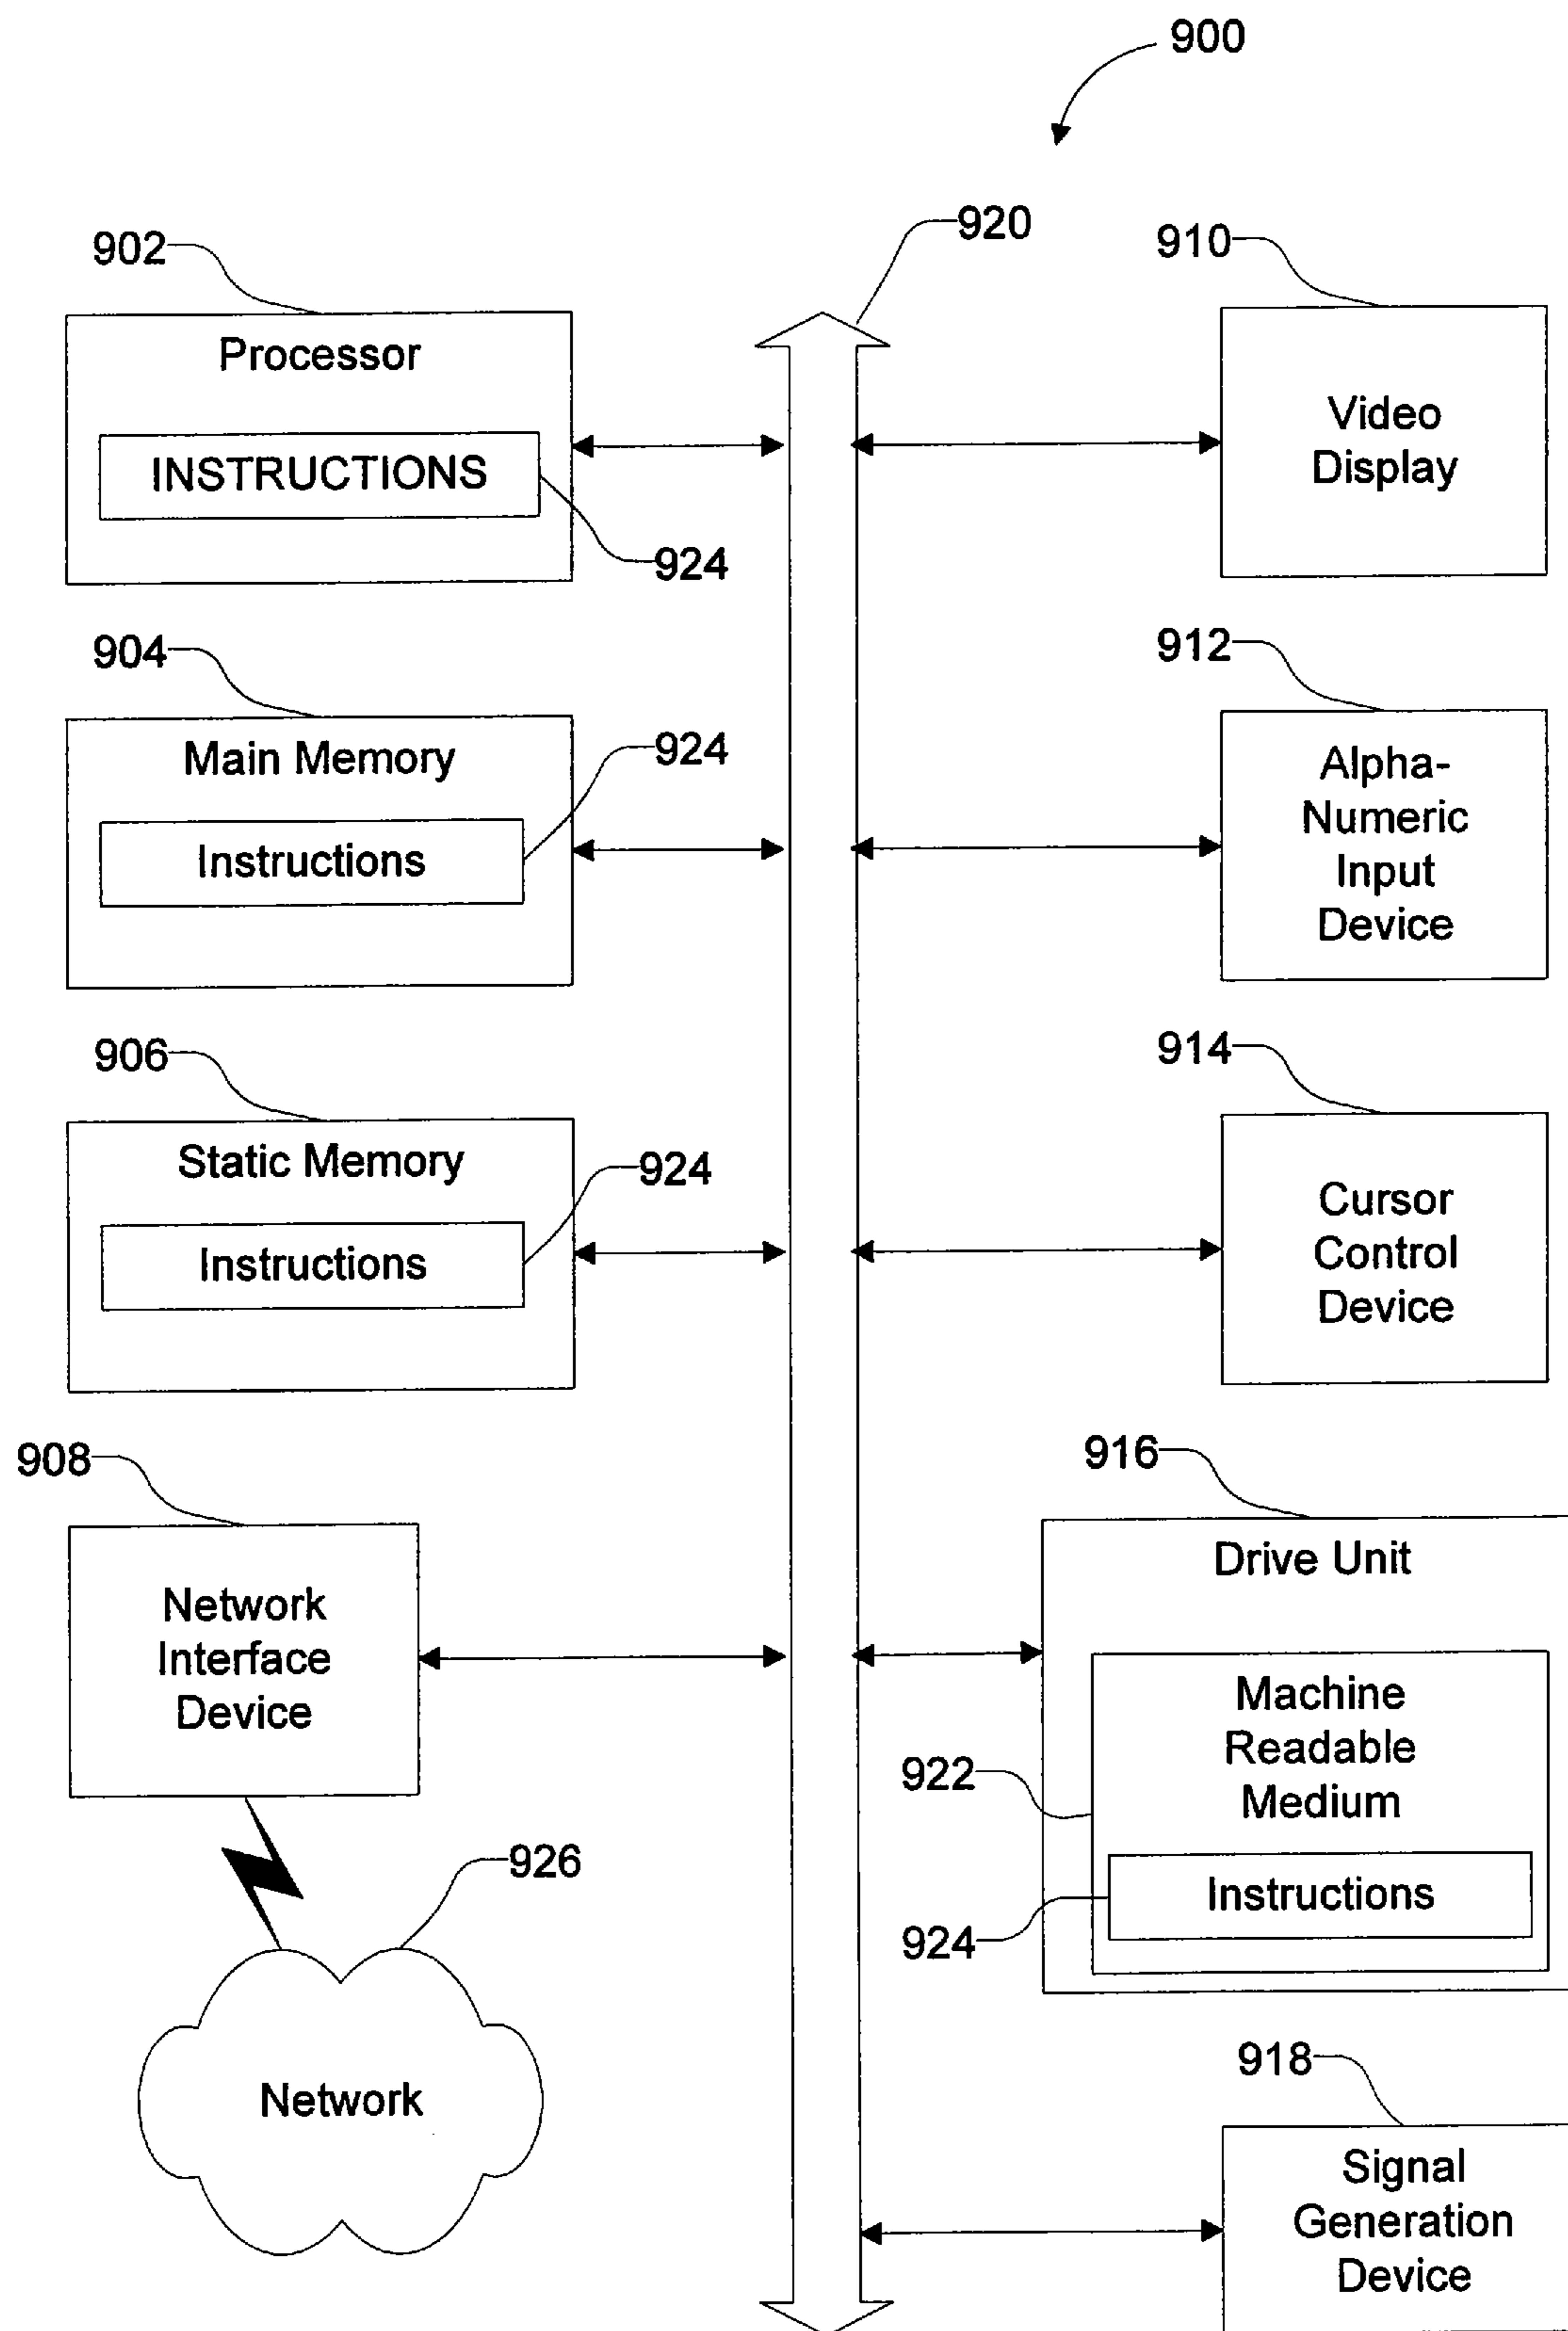 900
920
902
Processor
INSTRUCTIONS
924
910
Video
Display
904
Main Memory
924
Instructions
912
Alpha-
Numeric
Input
Device
906
Static Memory
924
Instructions
914
Cursor
Control
Device
908
Network
Interface
Device
916
Drive Unit
922
Machine
Readable
Medium
924
Instructions
926
Network
918
Signal
Generation
Device